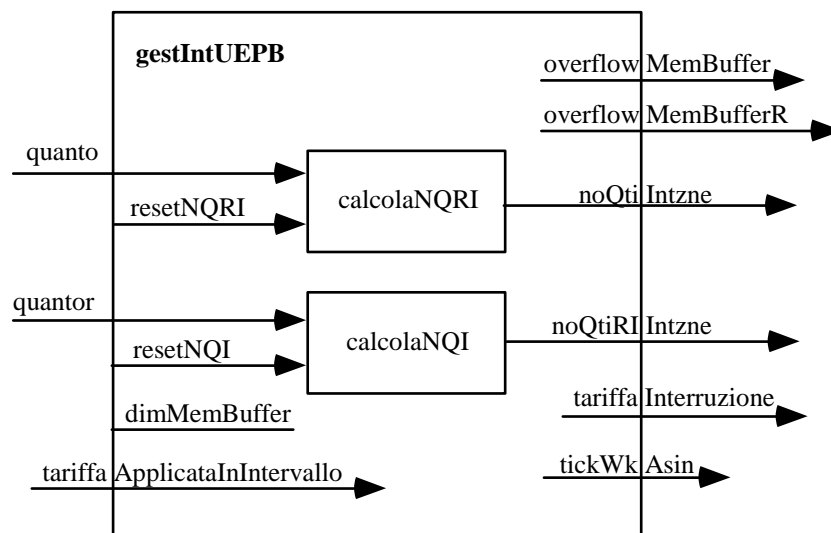 gestIntUEPB
overflow MemBuffer
overflow MemBufferR
quanto
resetNQRI
calcolaNQRI
noQti Intzne
quantor
resetNQI
calcolaNQI
noQtiRI Intzne
dimMemBuffer
tariffa Interruzione
tariffa ApplicataInIntervallo
tickWk Asin